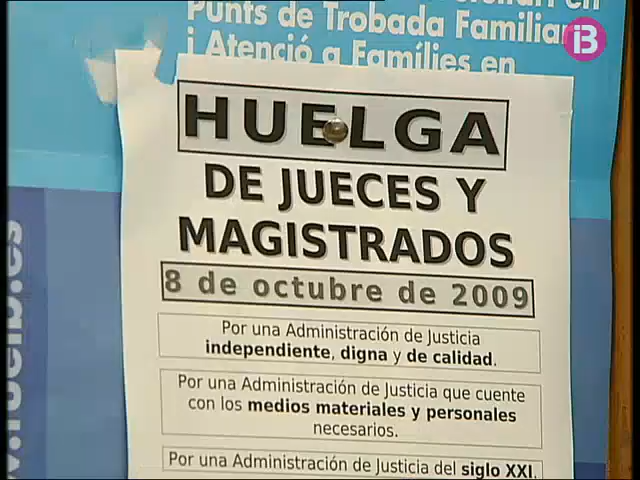 Punts de Trobada Familiar
i Atenció a Famílies en
HUELGA
DE JUECES Y
MAGISTRADOS
8 de octubre de 2009
Por una Administración de Justicia
independiente, digna y de calidad.
Por una Administración de Justicia que cuente
con los medios materiales y personales
necesarios.
Por una Administración de Justicia del siglo XXI.